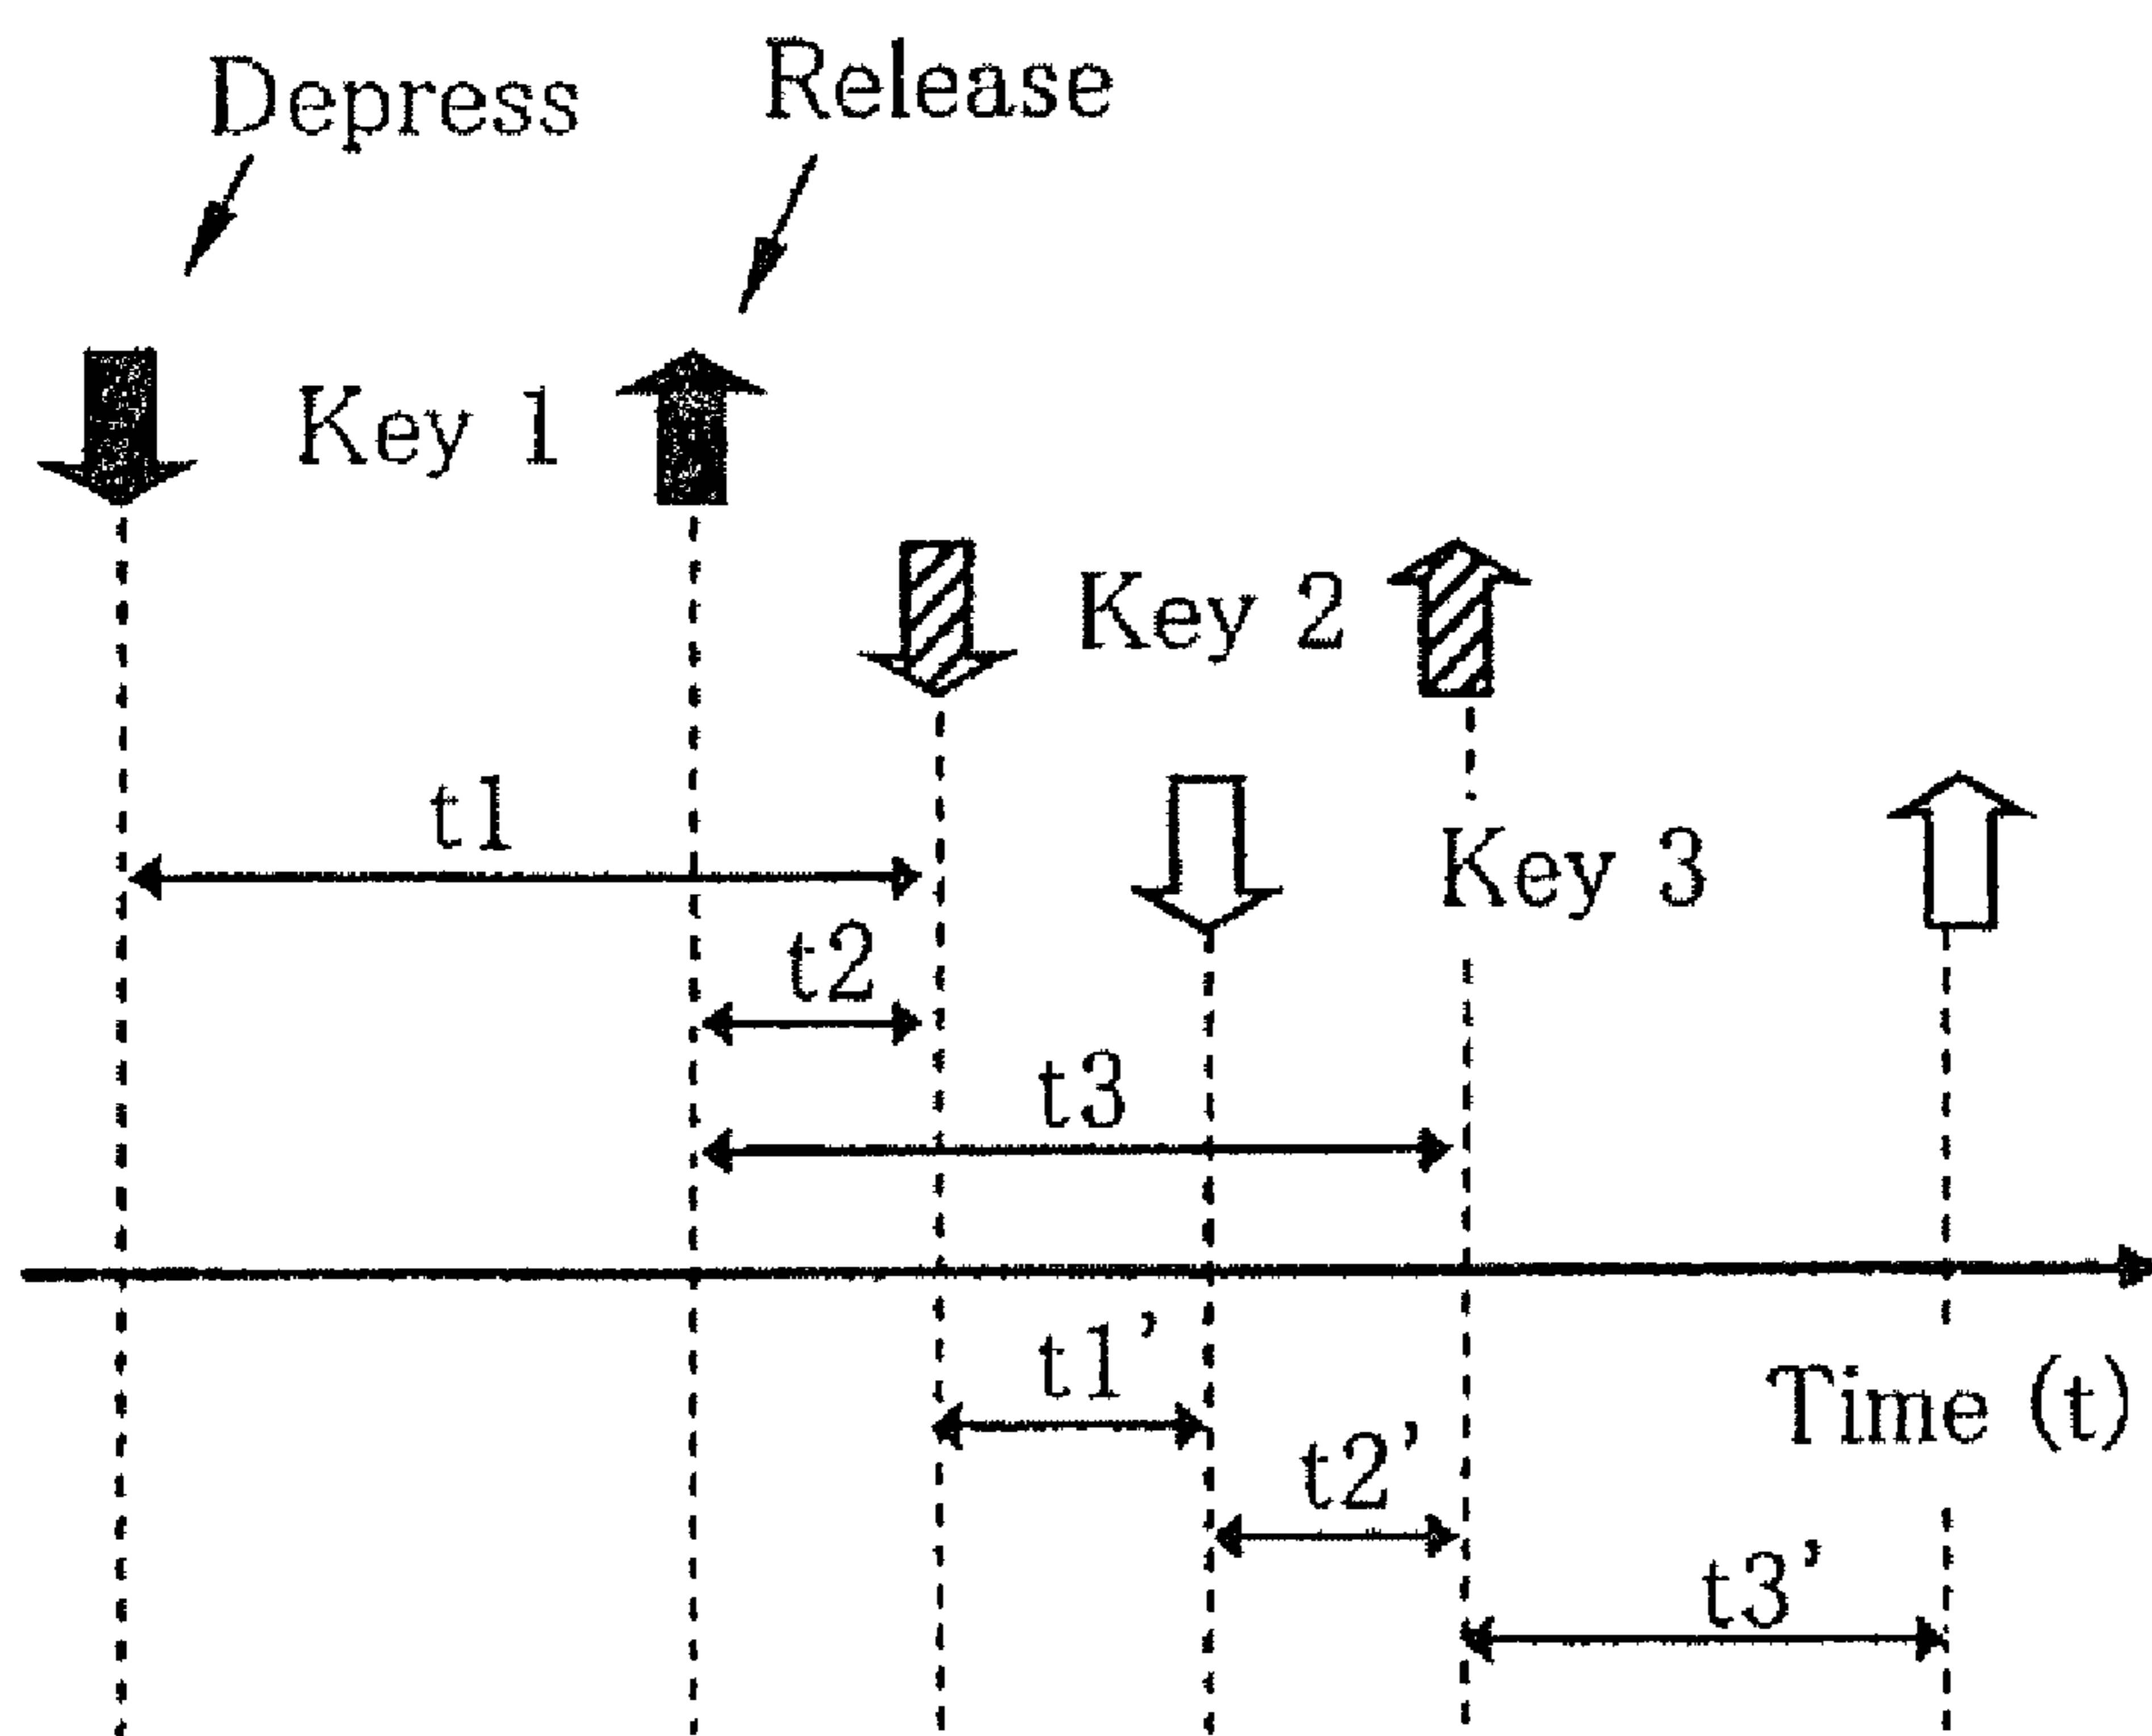 Depress
Release
Key 1
Key 2
t1
Key 3
t2
t3
t1’
Time (t)
t2’
t3’